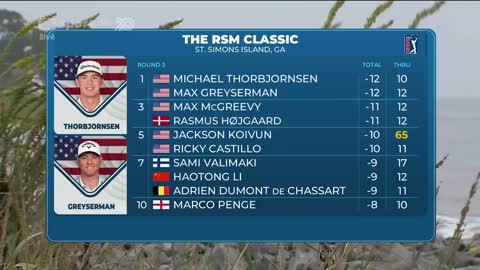 živě
THE RSM CLASSIC
ST. SIMONS ISLAND, GA
ROUND 3 TOTAL THRU
1 MICHAEL THORBJORNSEN -12 10
MAX GREYSERMAN -12 12
3 MAX McGREEVY -11 12
RASMUS HØJGAARD -11 12
5 JACKSON KOIVUN -10 65
RICKY CASTILLO -10 11
7 SAMI VALIMAKI -9 17
HAOTONG LI -9 12
ADRIEN DUMONT DE CHASSART -9 11
10 MARCO PENGE -8 10
THORBJORNSEN
GREYSERMAN